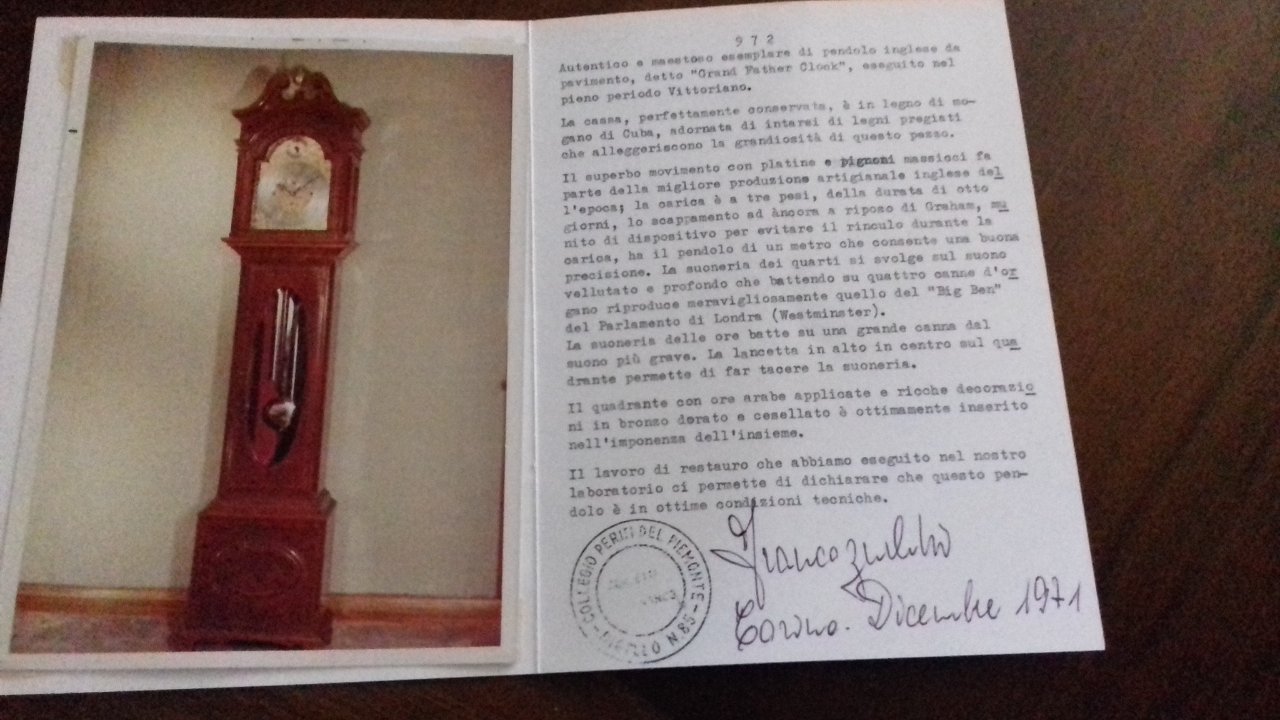 972
Autentico e maestoso esemplare di pendolo inglese da
pavimento, detto "Grand Father Clock", eseguito nel
pieno periodo Vittoriano.
La cassa, perfettamente conservata, è in legno di mo-
gano di Cuba, adornata di intarsi di legni pregiati
che alleggeriscono la grandiosità di questo pezzo.
Il superbo movimento con platine e pignoni massicci fa
parte della migliore produzione artigianale inglese del
l'epoca; la carica è a tre pesi, della durata di otto
giorni, lo scappamento ad àncora a riposo di Graham, mu
nito di dispositivo per evitare il rinculo durante la
carica, ha il pendolo di un metro che consente una buona
precisione. La suoneria dei quarti si svolge sul suono
vellutato e profondo che battendo su quattro canne d'or
gano riproduce meravigliosamente quello del "Big Ben"
del Parlamento di Londra (Westminster).
La suoneria delle ore batte su una grande canna dal
suono più grave. La lancetta in alto in centro sul qua
drante permette di far tacere la suoneria.
Il quadrante con ore arabe applicate e ricche decorazio
ni in bronzo dorato e cesellato è ottimamente inserito
nell'imponenza dell'insieme.
Il lavoro di restauro che abbiamo eseguito nel nostro
laboratorio ci permette di dichiarare che questo pen-
dolo è in ottime condizioni tecniche.
COLLEGIO PERITI DEL PIEMONTE
N.85
Franco
Torino. Dicembre 1971